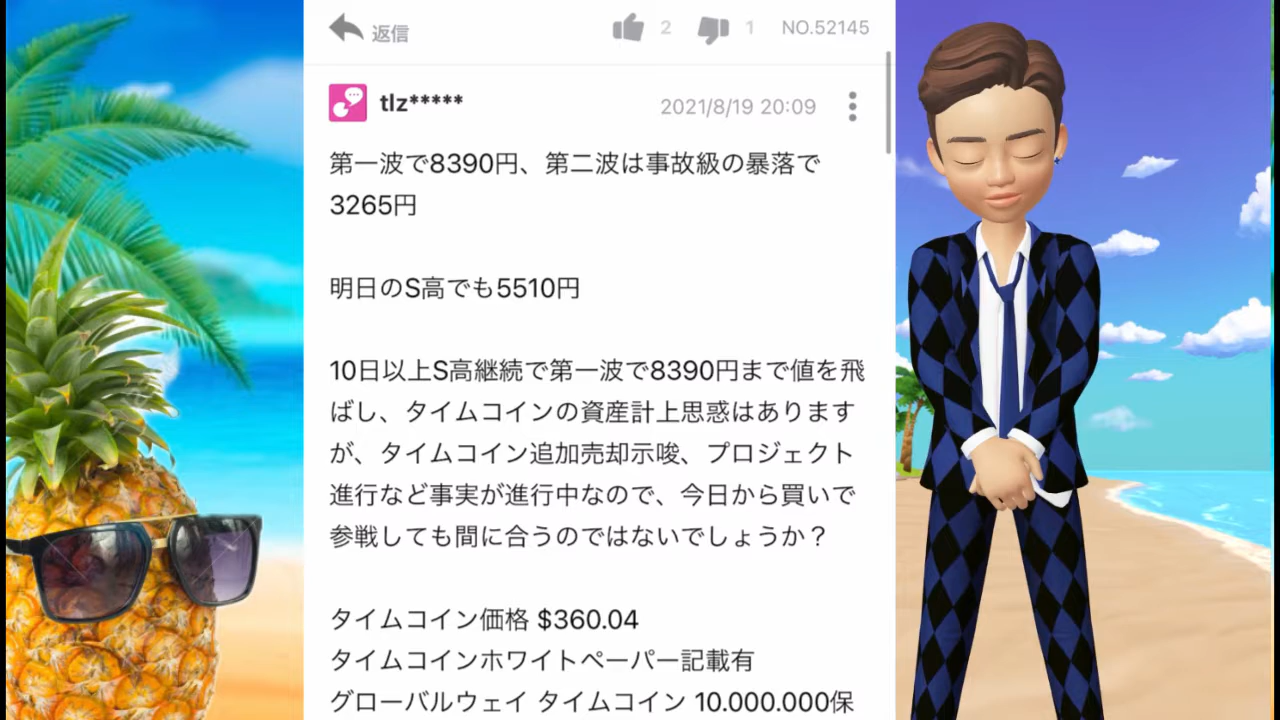 返信 2 1 NO.52145
tlz***** 2021/8/19 20:09
第一波で8390円、第二波は事故級の暴落で
3265円
明日のS高でも5510円
10日以上S高継続で第一波で8390円まで値を飛
ばし、タイムコインの資産計上思惑はあります
が、タイムコイン追加売却示唆、プロジェクト
進行など事実が進行中なので、今日から買いで
参戦しても間に合うのではないでしょうか？
タイムコイン価格 $360.04
タイムコインホワイトペーパー記載有
グローバルウェイ タイムコイン 10.000.000保